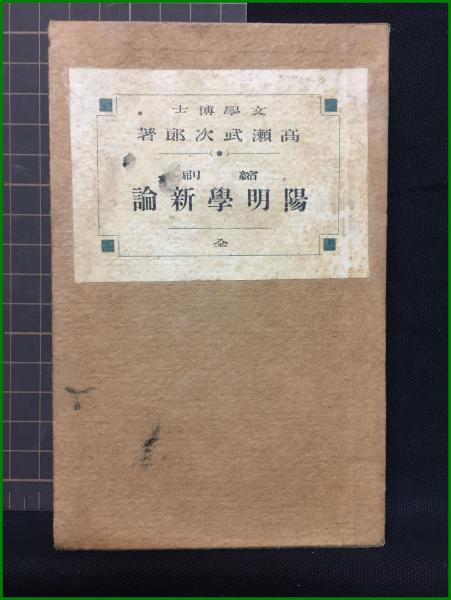 文學博士
高瀨武次郎著
縮刷
陽明學新論
全